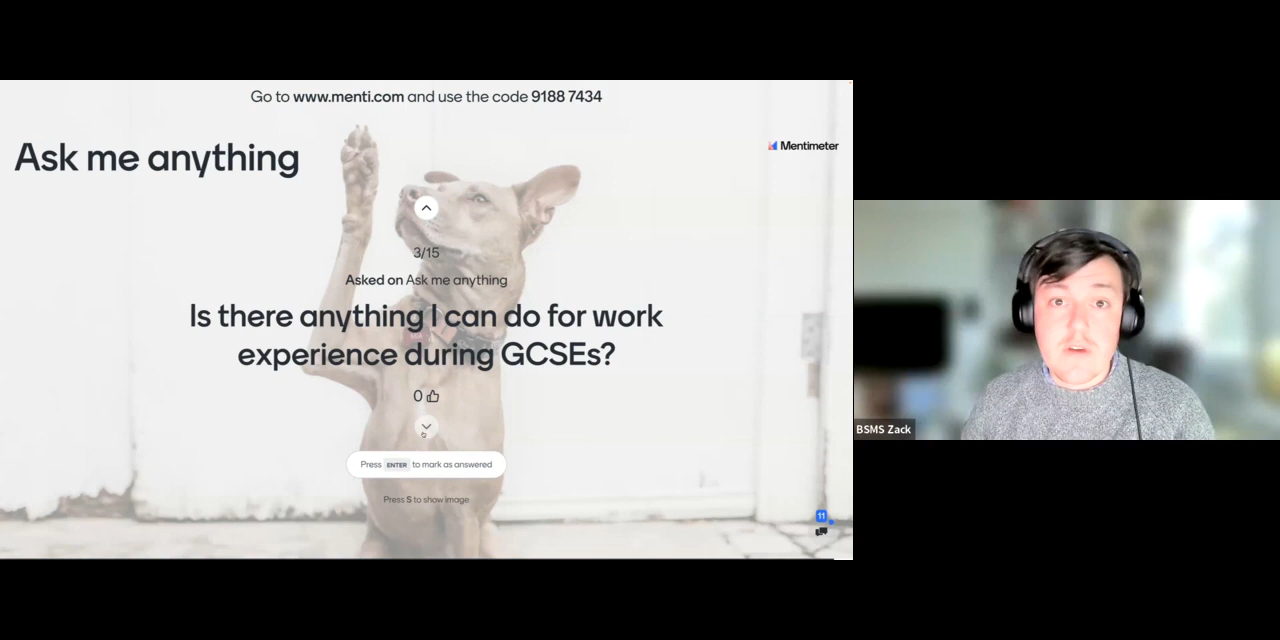 Go to www.menti.com and use the code 9188 7434
Ask me anything
Mentimeter
3/15
Asked on Ask me anything
Is there anything I can do for work
experience during GCSEs?
0
Press ENTER to mark as answered
Press S to show image
11
BSMS Zack